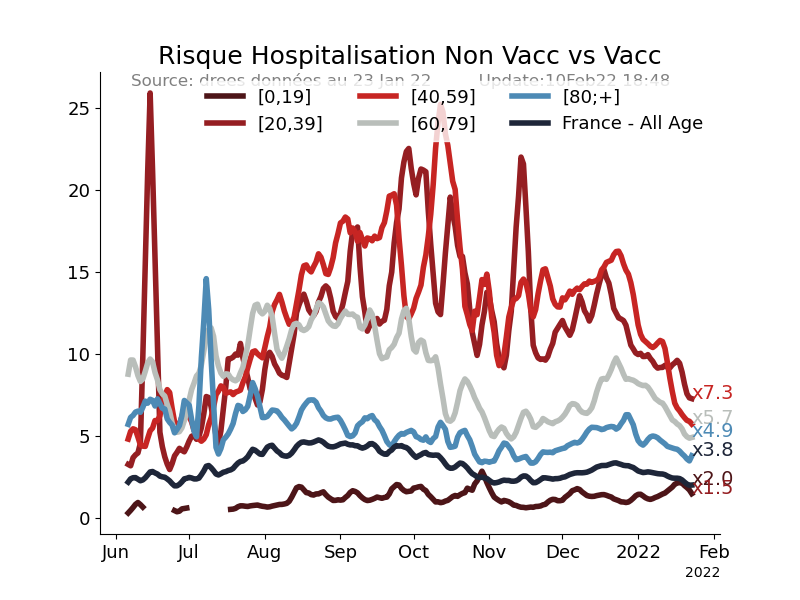 Risque Hospitalisation Non Vacc vs Vacc
Source: drees données au 23 Jan 22 Update:10Feb22 18:48
[0,19] [40,59] [80;+]
[20,39] [60,79] France - All Age
25
20
15
10
5
0
x7.3
x5.7
x4.9
x3.8
x2.0
x1.5
Jun Jul Aug Sep Oct Nov Dec 2022 Feb
2022